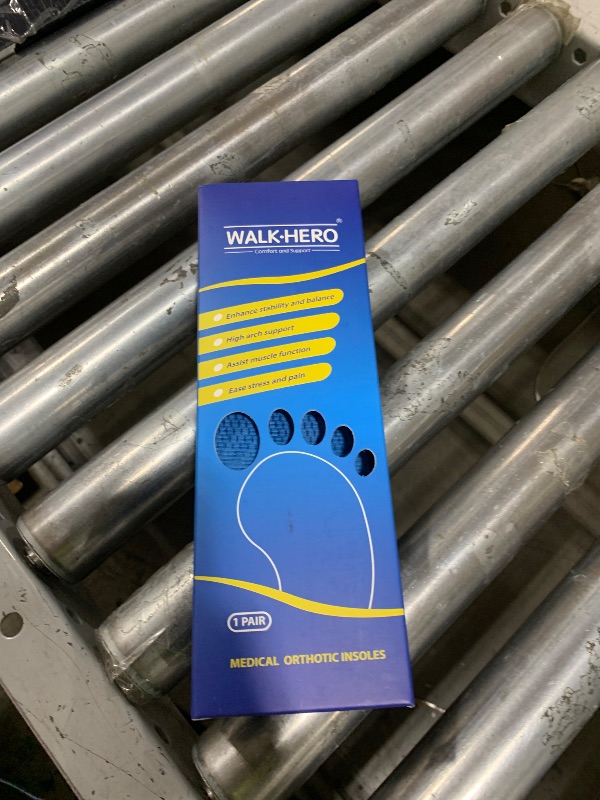 WALK·HERO®
Comfort and Support
Enhance stability and balance
High arch support
Assist muscle function
Ease stress and pain
1 PAIR
MEDICAL ORTHOTIC INSOLES